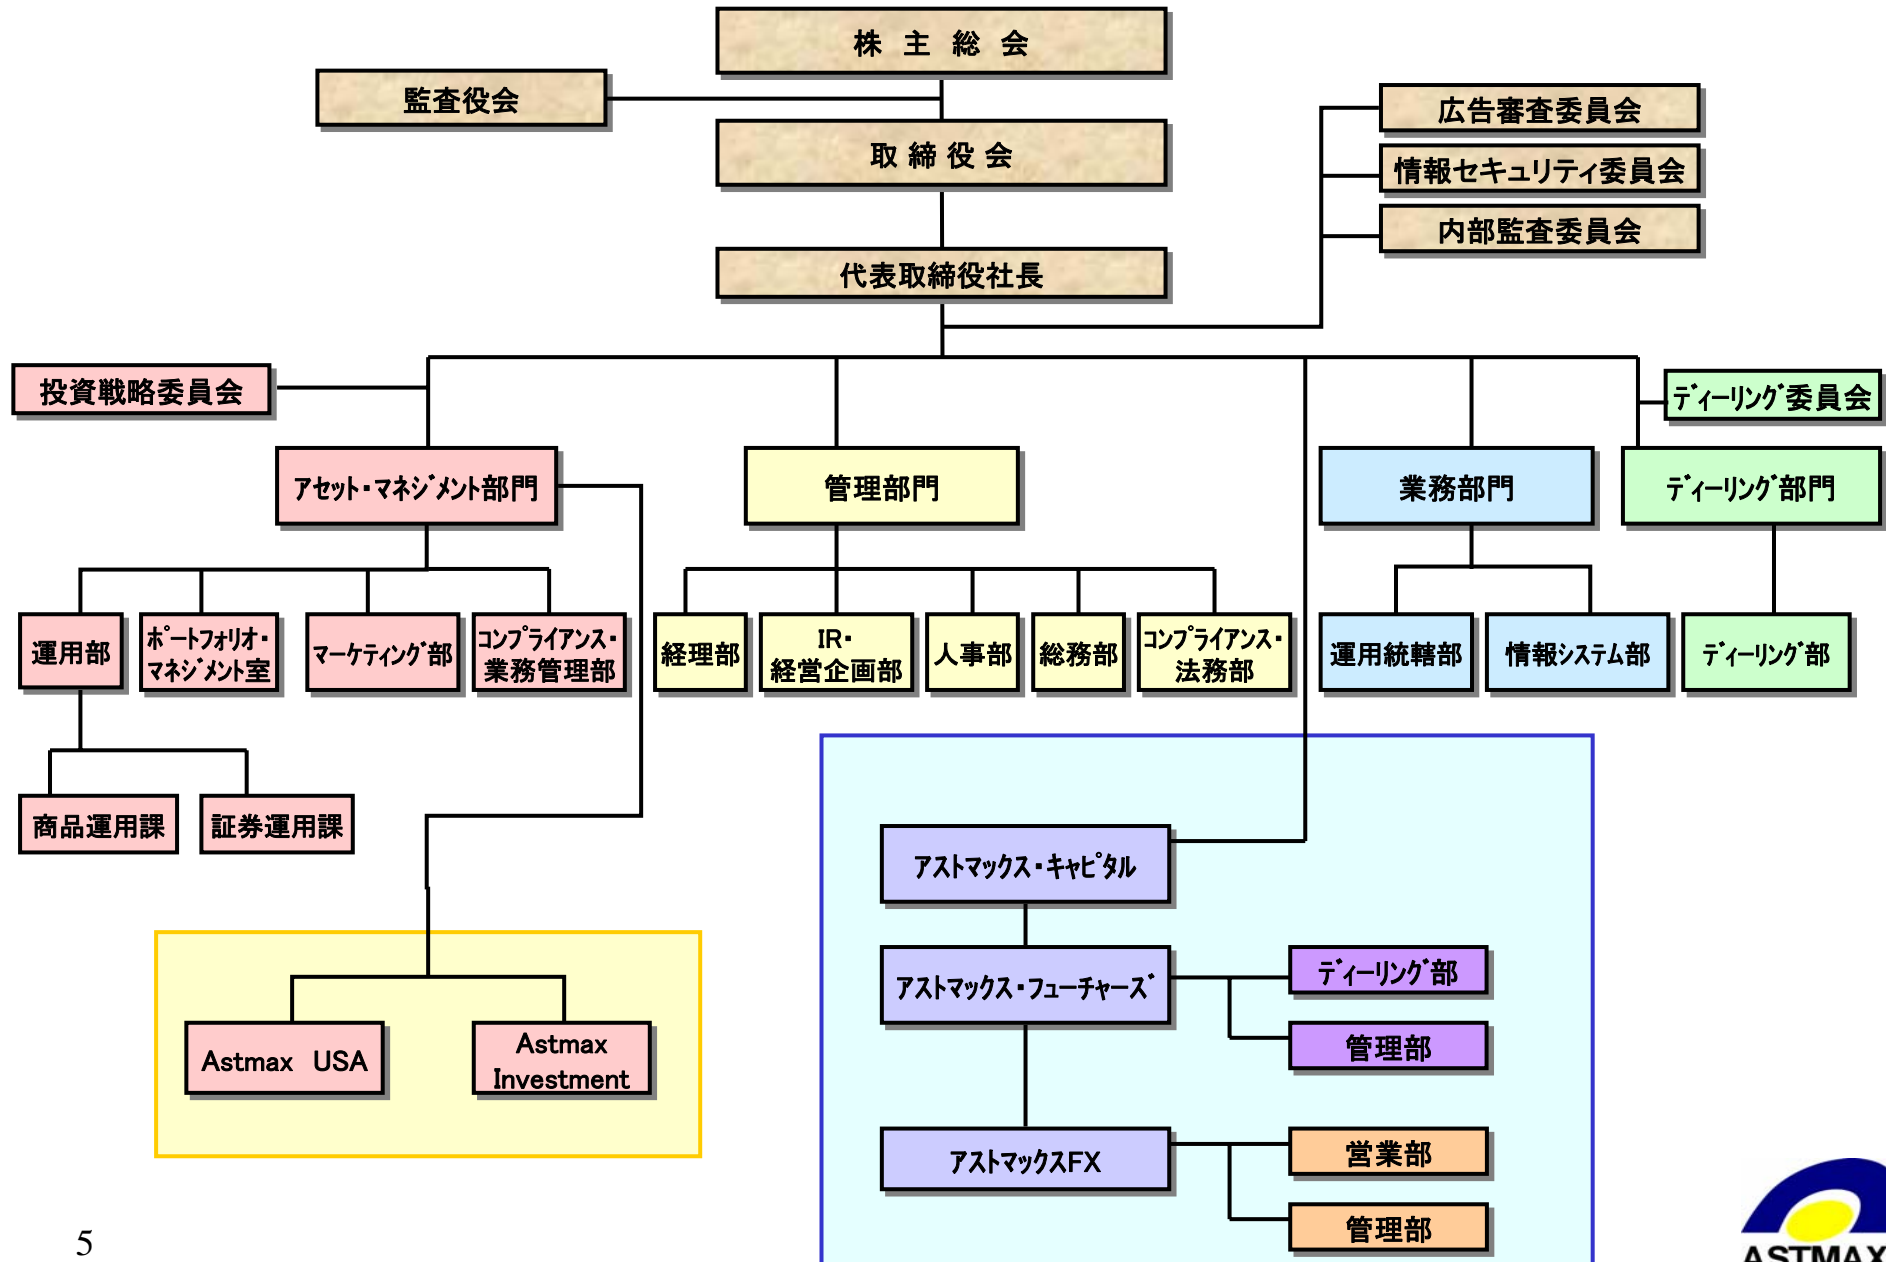 株 主 総 会
監査役会
取 締 役 会
代表取締役社長
広告審査委員会
情報セキュリティ委員会
内部監査委員会
投資戦略委員会
ﾃﾞｨｰﾘﾝｸﾞ委員会
ｱｾｯﾄ・ﾏﾈｼﾞﾒﾝﾄ部門
管理部門
業務部門
ﾃﾞｨｰﾘﾝｸﾞ部門
運用部
ﾎﾟｰﾄﾌｫﾘｵ・
ﾏﾈｼﾞﾒﾝﾄ室
ﾏｰｹﾃｨﾝｸﾞ部
ｺﾝﾌﾟﾗｲｱﾝｽ・
業務管理部
経理部
IR・
経営企画部
人事部
総務部
ｺﾝﾌﾟﾗｲｱﾝｽ・
法務部
運用統轄部
情報ｼｽﾃﾑ部
ﾃﾞｨｰﾘﾝｸﾞ部
商品運用課
証券運用課
Astmax USA
Astmax
Investment
ｱｽﾄﾏｯｸｽ・ｷｬﾋﾟﾀﾙ
ｱｽﾄﾏｯｸｽ・ﾌｭｰﾁｬｰｽﾞ
ﾃﾞｨｰﾘﾝｸﾞ部
管理部
ｱｽﾄﾏｯｸｽFX
営業部
管理部
5
ASTMAX